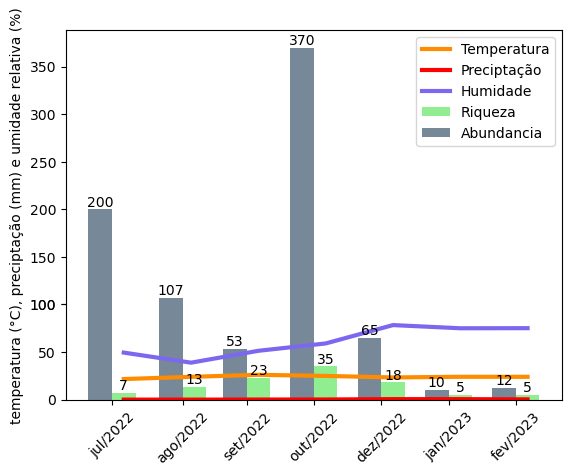 temperatura (°C), preciptação (mm) e umidade relativa (%)
350
300
250
200
150
100
50
0
Temperatura
Preciptação
Humidade
Riqueza
Abundancia
200
107
53
370
65
10
12
7
13
23
35
18
5
5
jul/2022
ago/2022
set/2022
out/2022
dez/2022
jan/2023
fev/2023